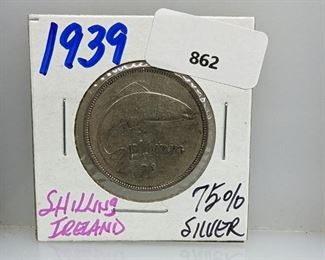 1939
862
SHILLING
IRELAND
75%
SILVER